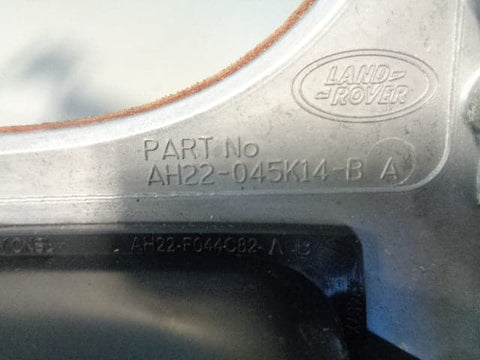 LAND-
-ROVER
PART No
AH22-045K14-B A
AH22-F044C82-